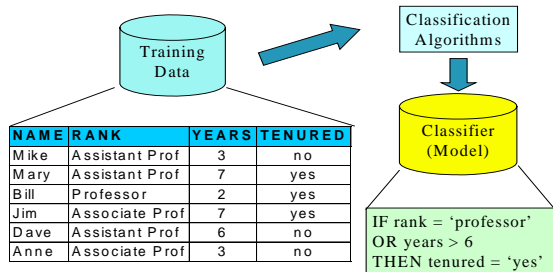 Training
Data
Classification
Algorithms
Classifier
(Model)
NAME RANK YEARS TENURED
Mike Assistant Prof 3 no
Mary Assistant Prof 7 yes
Bill Professor 2 yes
Jim Associate Prof 7 yes
Dave Assistant Prof 6 no
Anne Associate Prof 3 no
IF rank = ‘professor’
OR years > 6
THEN tenured = ‘yes’